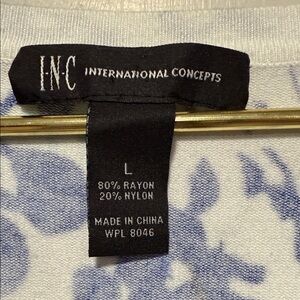 I.N.C INTERNATIONAL CONCEPTS
L
80% RAYON
20% NYLON
MADE IN CHINA
WPL 8046